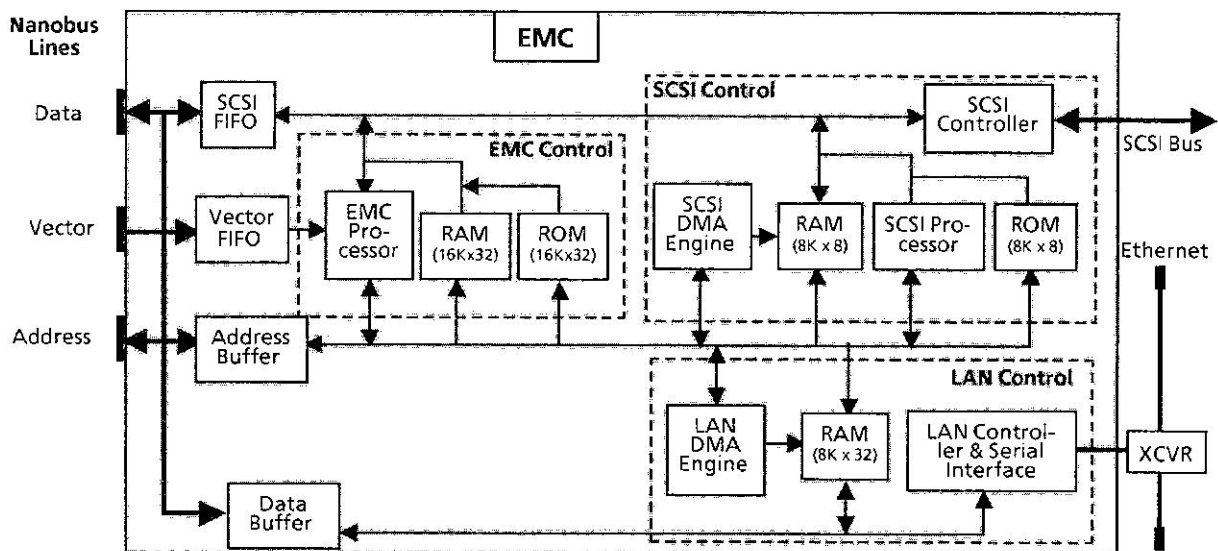 Nanobus
Lines
EMC
Data
SCSI
FIFO
SCSI Control
SCSI
Controller
SCSI Bus
EMC Control
Vector
Vector
FIFO
EMC
Pro-
cessor
RAM
(16Kx32)
ROM
(16Kx32)
SCSI
DMA
Engine
RAM
(8K x 8)
SCSI Pro-
cessor
ROM
(8K x 8)
Ethernet
Address
Address
Buffer
LAN Control
LAN
DMA
Engine
RAM
(8K x 32)
LAN Control-
ler & Serial
Interface
XCVR
Data
Buffer